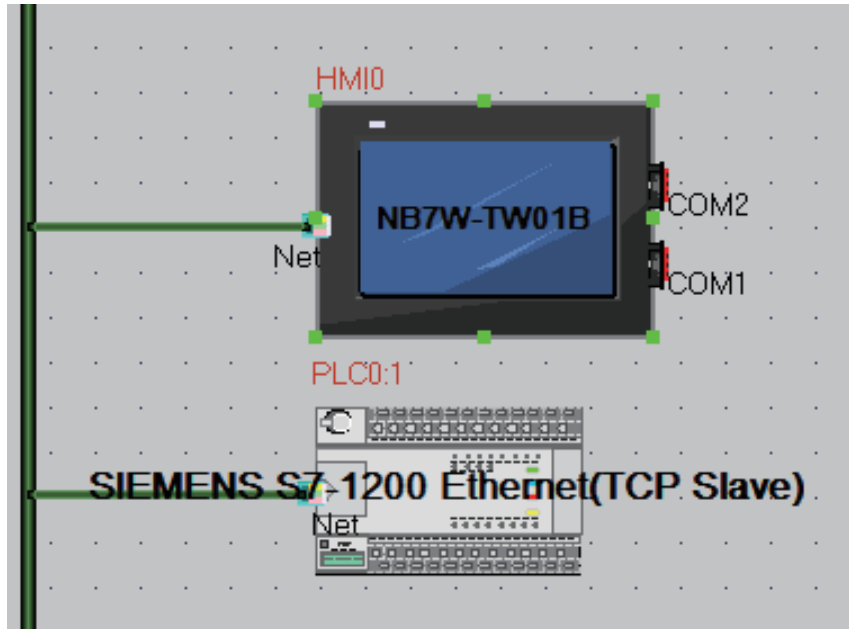 HMI0
NB7W-TW01B
COM2
Net
COM1
PLC0:1
SIEMENS S7-1200 Ethernet(TCP Slave)
Net